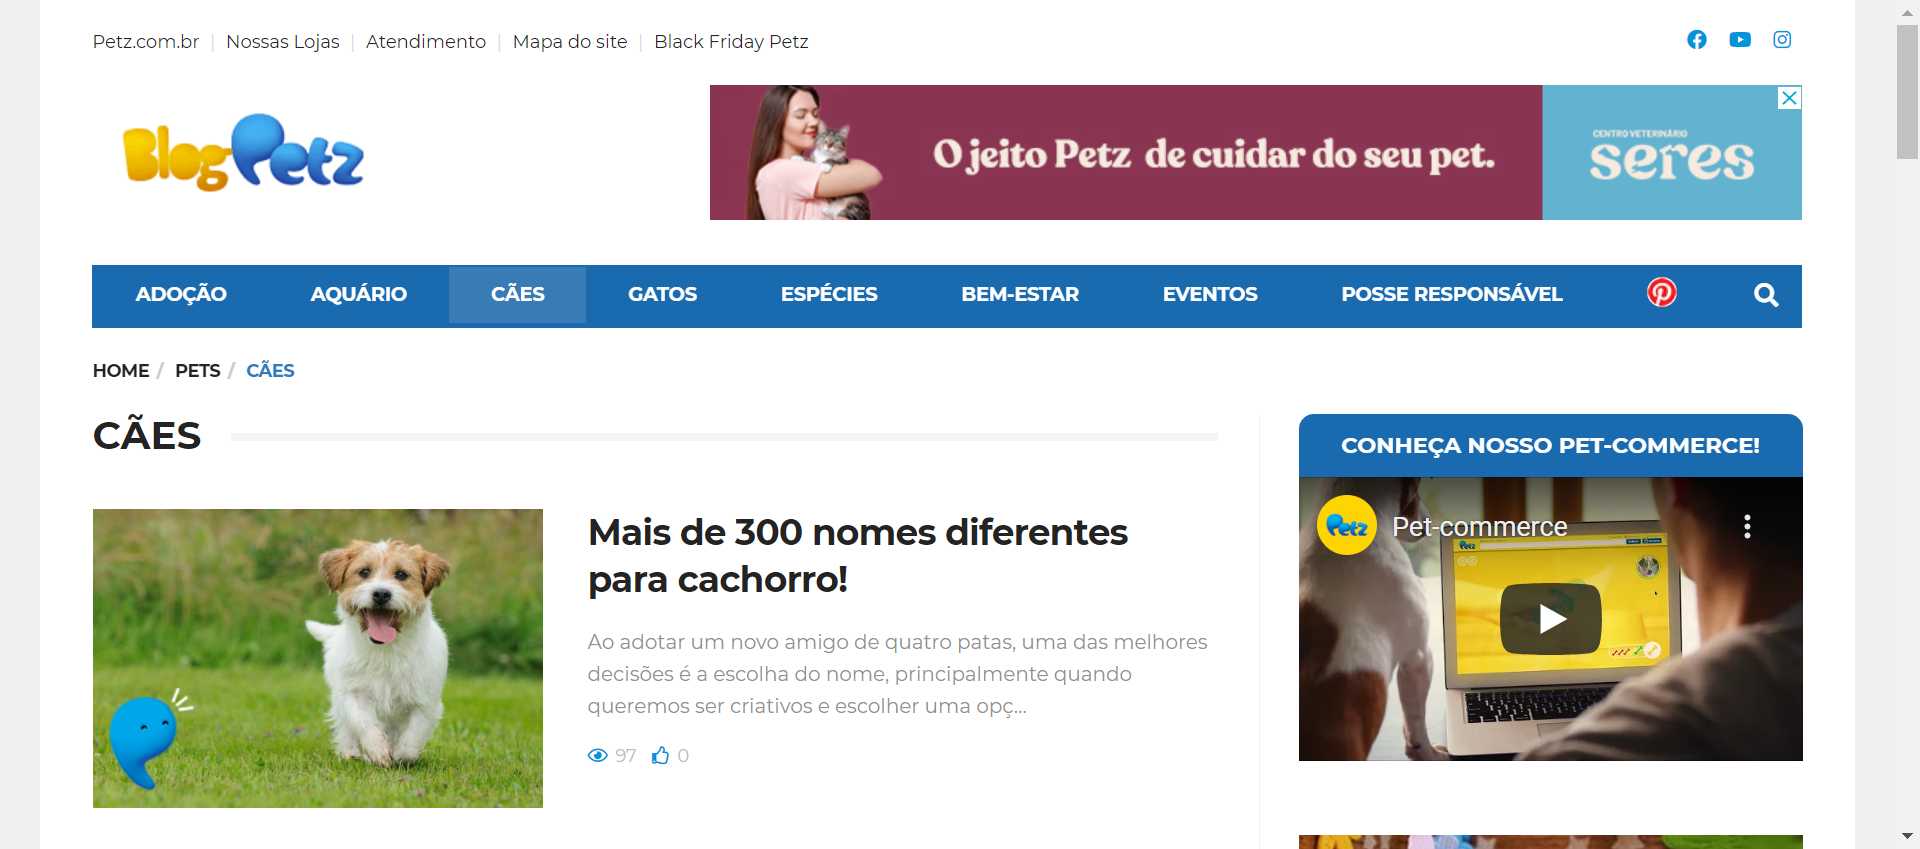 Petz.com.br | Nossas Lojas | Atendimento | Mapa do site | Black Friday Petz
Blog Petz
O jeito Petz de cuidar do seu pet.
CENTRO VETERINÁRIO
seres
ADOÇÃO AQUÁRIO CÃES GATOS ESPÉCIES BEM-ESTAR EVENTOS POSSE RESPONSÁVEL
HOME / PETS / CÃES
CÃES
Mais de 300 nomes diferentes
para cachorro!
Ao adotar um novo amigo de quatro patas, uma das melhores
decisões é a escolha do nome, principalmente quando
queremos ser criativos e escolher uma opç...
97 0
CONHEÇA NOSSO PET-COMMERCE!
Petz Pet-commerce
Petz